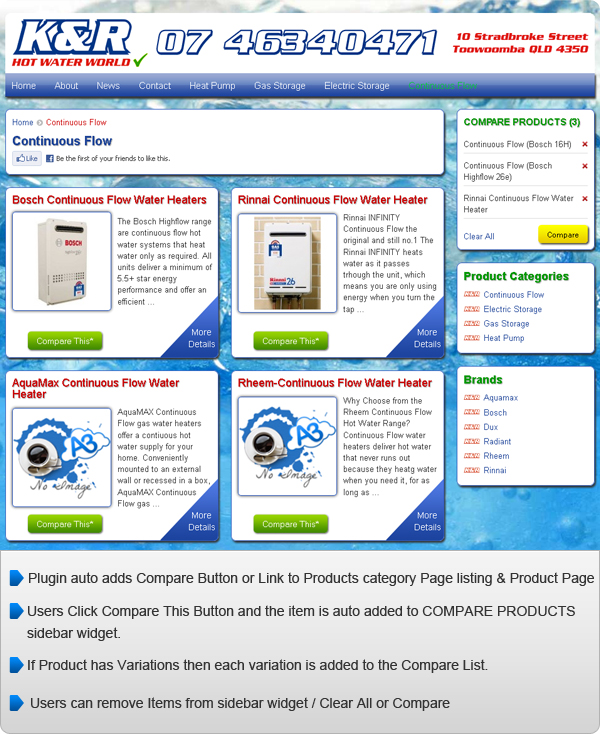 K&R
HOT WATER WORLD
07 46340471
10 Stradbroke Street
Toowoomba QLD 4350
Home About News Contact Heat Pump Gas Storage Electric Storage Continuous Flow
Home Continuous Flow
Continuous Flow
Like Be the first of your friends to like this.
Bosch Continuous Flow Water Heaters
BOSCH
The Bosch Highflow range
are continuous flow hot
water systems that heat
water only as required. All
units deliver a minimum of
5.5+ star energy
performance and offer an
efficient ...
Compare This*
More
Details
Rinnai Continuous Flow Water Heater
Rinnai
26
Rinnai INFINITY
Continuous Flow the
original and still no.1 The
Rinnai INFINITY heats
water as it passes
trhough the unit, which
means you are only using
energy when you turn the
tap ...
Compare This*
More
Details
AquaMax Continuous Flow Water
Heater
A3
No Image
AquaMAX Continuous
Flow gas water heaters
offer a contiuous hot
water supply for your
home. Conveniently
mounted to an external
wall or recessed in a box,
AquaMAX Continuous
Flow gas ...
Compare This*
More
Details
Rheem-Continuous Flow Water Heater
A3
No Image
Why Choose from the
Rheem Continuous Flow
Hot Water Range?
Continuous Flow water
heaters deliver hot water
that never runs out
because they heatg water
when you need it, for as
long as ...
Compare This*
More
Details
COMPARE PRODUCTS (3)
Continuous Flow (Bosch 16H)
Continuous Flow (Bosch
Highflow 26e)
Rinnai Continuous Flow Water
Heater
Clear All Compare
Product Categories
Continuous Flow
Electric Storage
Gas Storage
Heat Pump
Brands
Aquamax
Bosch
Dux
Radiant
Rheem
Rinnai
Plugin auto adds Compare Button or Link to Products category Page listing & Product Page
Users Click Compare This Button and the item is auto added to COMPARE PRODUCTS
sidebar widget.
If Product has Variations then each variation is added to the Compare List.
Users can remove Items from sidebar widget / Clear All or Compare